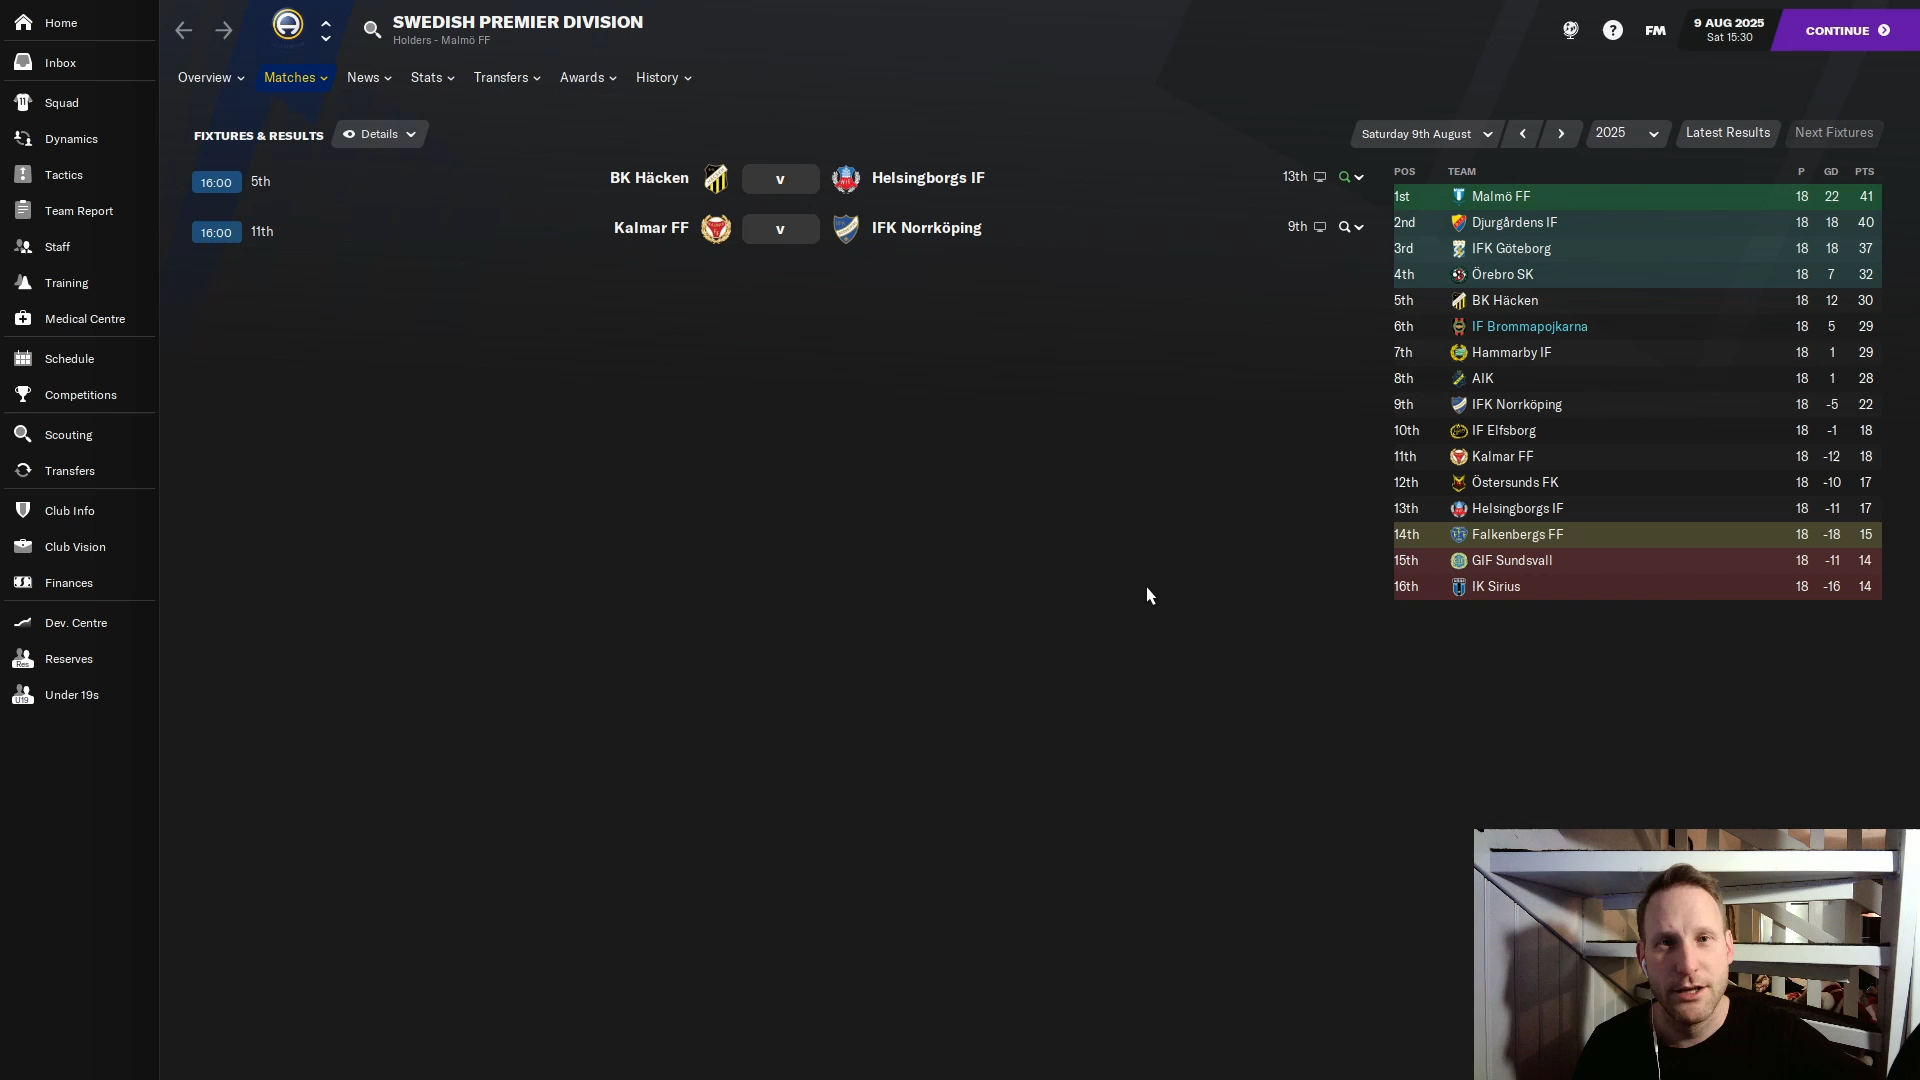 Home
Inbox
Squad
Dynamics
Tactics
Team Report
Staff
Training
Medical Centre
Schedule
Competitions
Scouting
Transfers
Club Info
Club Vision
Finances
Dev. Centre
Res
Reserves
U19
Under 19s
SWEDISH PREMIER DIVISION
Holders - Malmö FF
FM
9 AUG 2025
Sat 15:30
CONTINUE
Overview Matches News Stats Transfers Awards History
FIXTURES & RESULTS Details
Saturday 9th August 2025 Latest Results Next Fixtures
16:00 5th BK Häcken v Helsingborgs IF 13th
16:00 11th Kalmar FF v IFK Norrköping 9th
POS TEAM P GD PTS
1st Malmö FF 18 22 41
2nd Djurgårdens IF 18 18 40
3rd IFK Göteborg 18 18 37
4th Örebro SK 18 7 32
5th BK Häcken 18 12 30
6th IF Brommapojkarna 18 5 29
7th Hammarby IF 18 1 29
8th AIK 18 1 28
9th IFK Norrköping 18 -5 22
10th IF Elfsborg 18 -1 18
11th Kalmar FF 18 -12 18
12th Östersunds FK 18 -10 17
13th Helsingborgs IF 18 -11 17
14th Falkenbergs FF 18 -18 15
15th GIF Sundsvall 18 -11 14
16th IK Sirius 18 -16 14